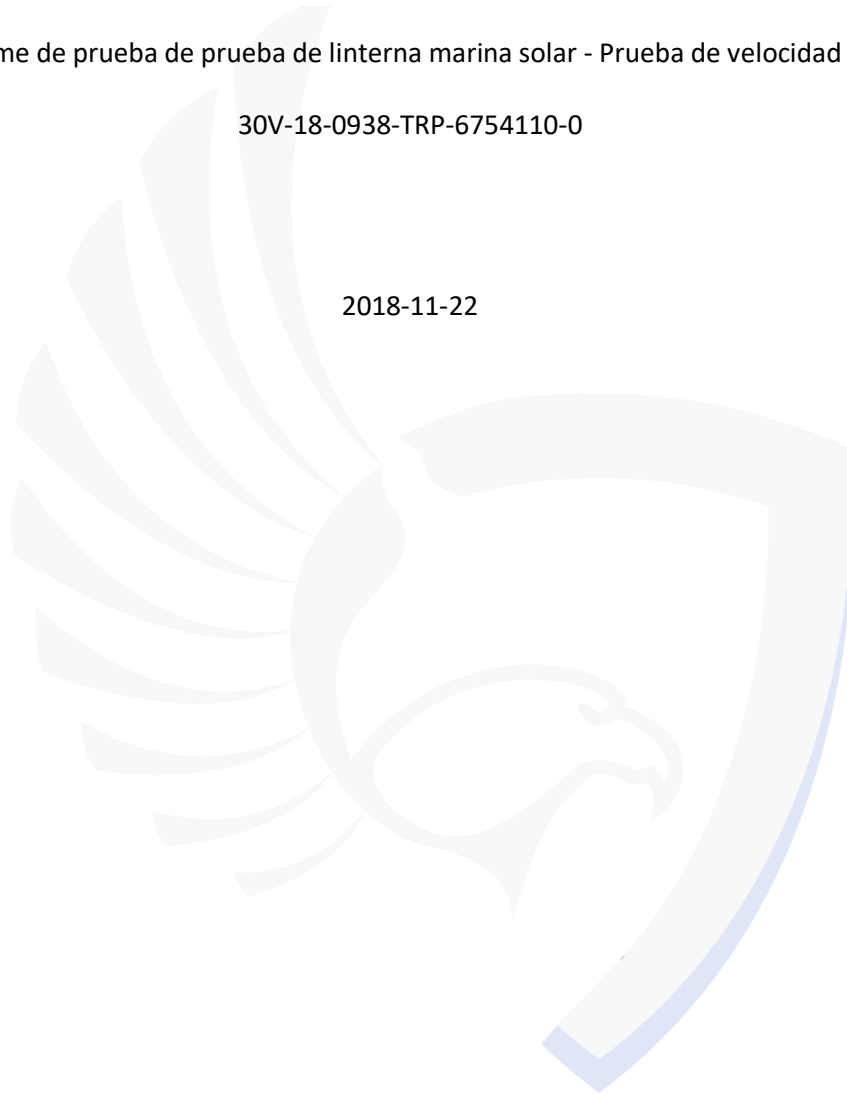 me de prueba de prueba de linterna marina solar - Prueba de velocidad
30V-18-0938-TRP-6754110-0
2018-11-22